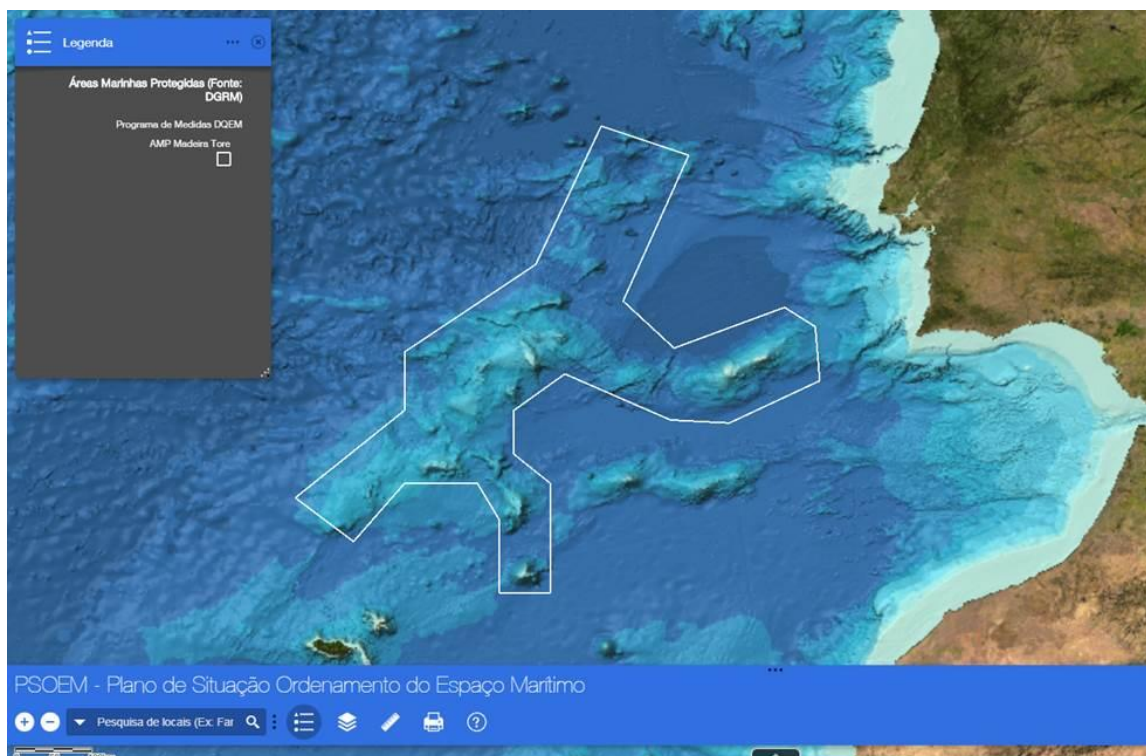 Legenda
Áreas Marinhas Protegidas (Fonte:
DGRM)
Programa de Medidas DQEM
AMP Madeira Tore
PSOEM - Plano de Situação Ordenamento do Espaço Marítimo
Pesquisa de locais (Ex: Far